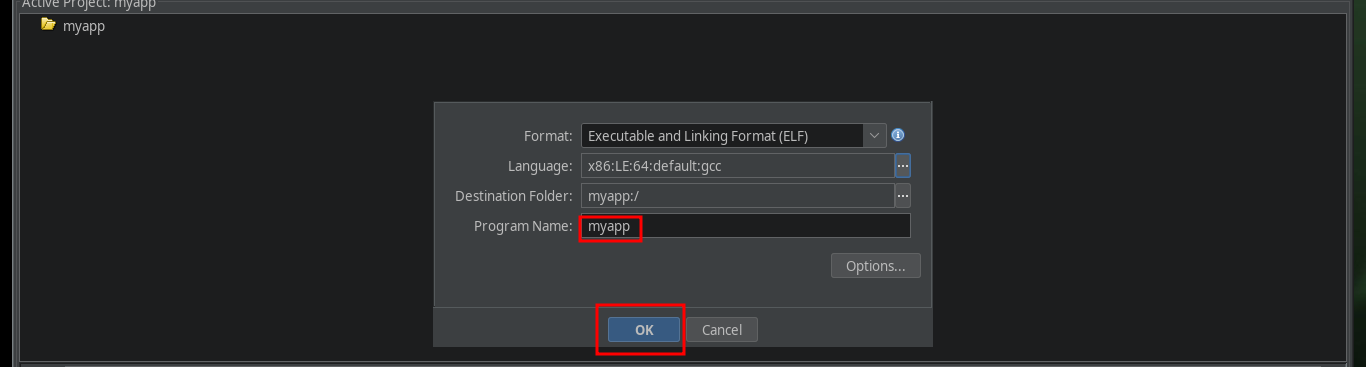 Active Project: myapp
myapp
Format: Executable and Linking Format (ELF)
Language: x86:LE:64:default:gcc ...
Destination Folder: myapp:/ ...
Program Name: myapp
Options...
OK Cancel